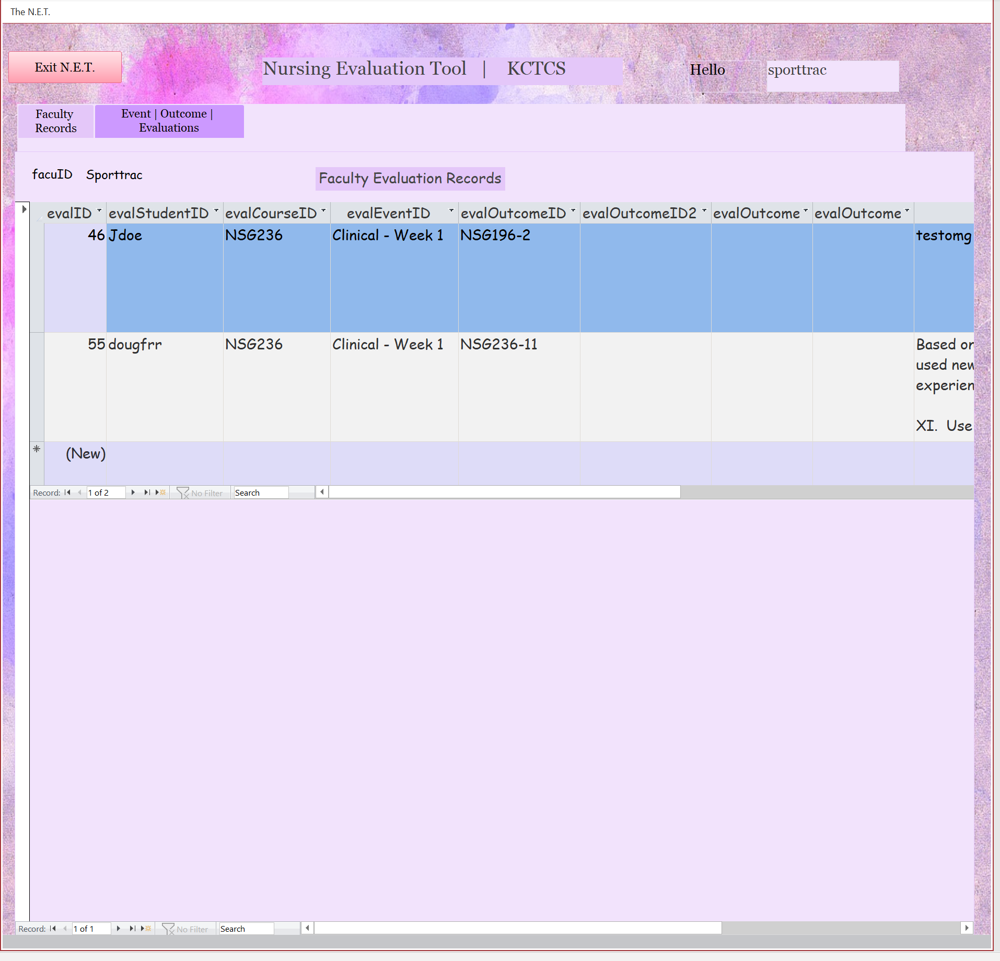 The N.E.T.
Exit N.E.T.
Nursing Evaluation Tool | KCTCS
Hello sporttrac
Faculty
Records
Event | Outcome |
Evaluations
facuID Sporttrac
Faculty Evaluation Records
evalID evalStudentID evalCourseID evalEventID evalOutcomeID evalOutcomeID2 evalOutcome evalOutcome
46 Jdoe NSG236 Clinical - Week 1 NSG196-2 testomg
55 dougfrr NSG236 Clinical - Week 1 NSG236-11 Based or
used new
experien
XI. Use
(New)
Record: 1 of 2 No Filter Search
Record: 1 of 1 No Filter Search